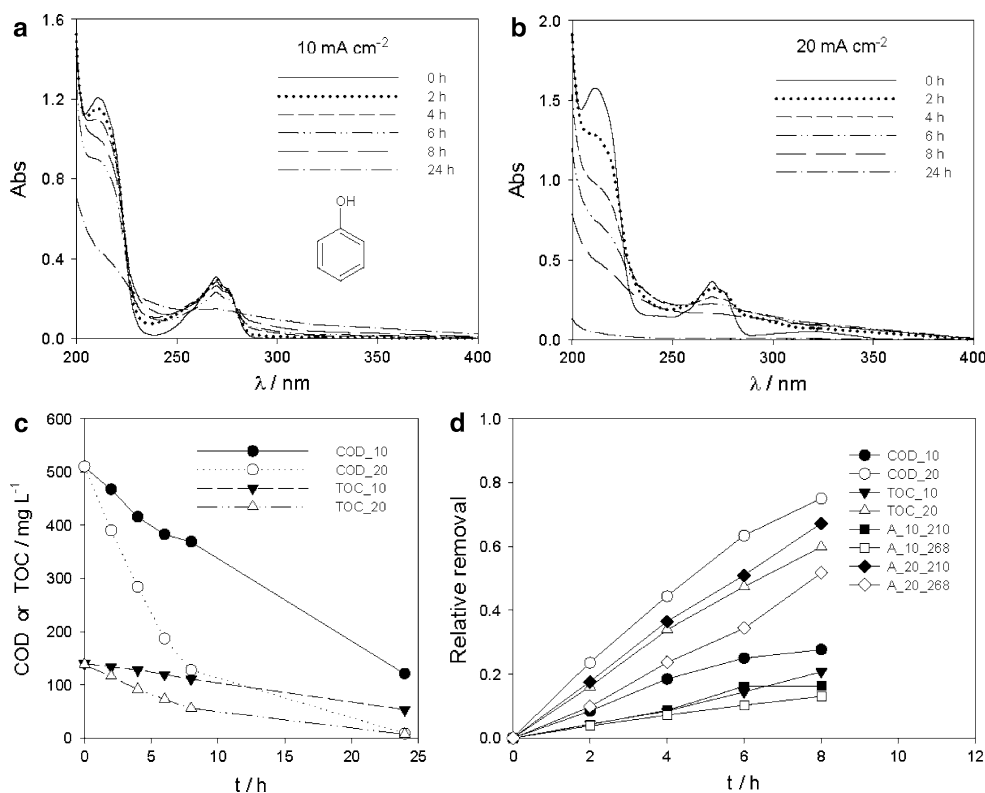 a
10 mA cm-2
0 h
2 h
4 h
6 h
8 h
24 h
OH
Abs
1.6
1.2
0.8
0.4
0.0
200
250
300
350
400
λ / nm
b
20 mA cm-2
0 h
2 h
4 h
6 h
8 h
24 h
Abs
2.0
1.5
1.0
0.5
0.0
200
250
300
350
400
λ / nm
c
COD_10
COD_20
TOC_10
TOC_20
COD or TOC / mg L-1
600
500
400
300
200
100
0
0
5
10
15
20
25
t / h
d
COD_10
COD_20
TOC_10
TOC_20
A_10_210
A_10_268
A_20_210
A_20_268
Relative removal
1.0
0.8
0.6
0.4
0.2
0.0
0
2
4
6
8
10
12
t / h